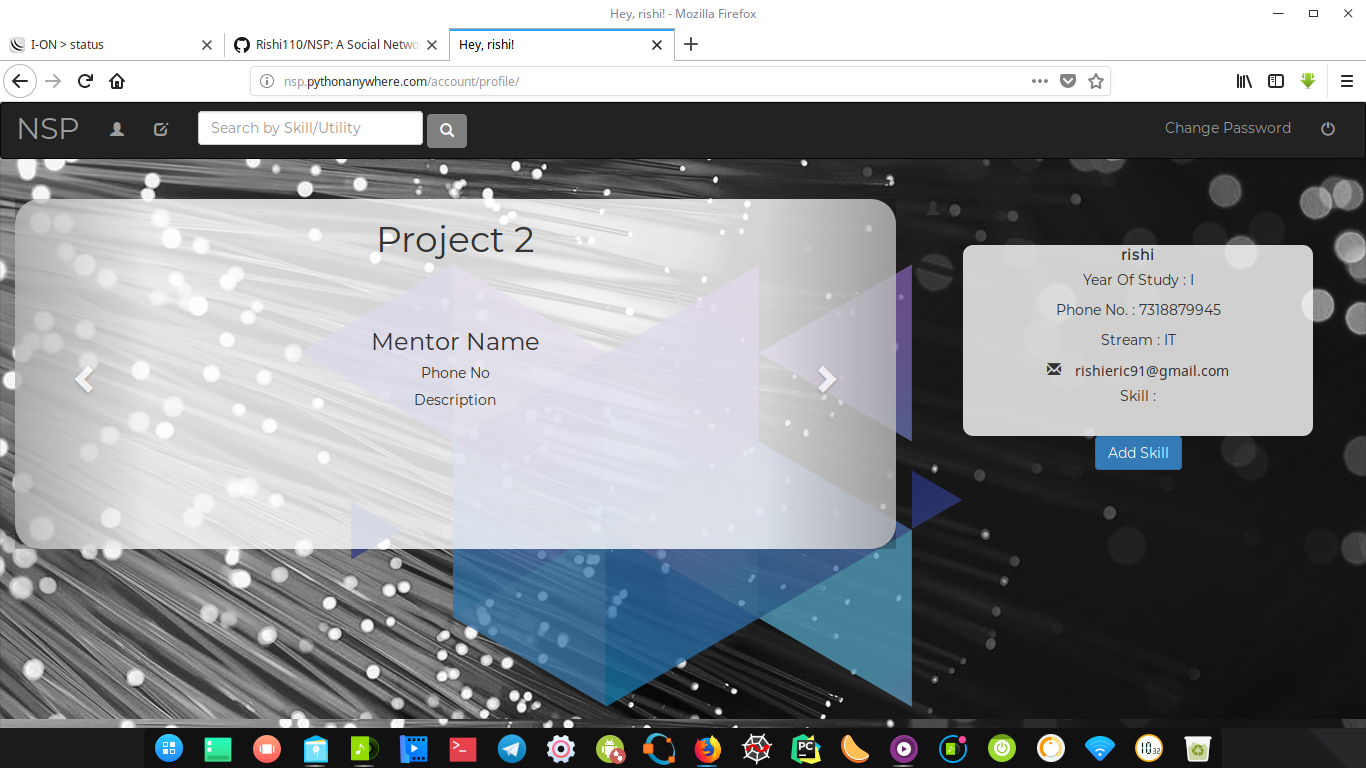 Hey, rishi! - Mozilla Firefox
I-ON > status
Rishi110/NSP: A Social Netwo
Hey, rishi!
nsp.pythonanywhere.com/account/profile/
NSP
Search by Skill/Utility
Change Password
Project 2
Mentor Name
Phone No
Description
rishi
Year Of Study : I
Phone No. : 7318879945
Stream : IT
rishieric91@gmail.com
Skill :
Add Skill
PC
10 32